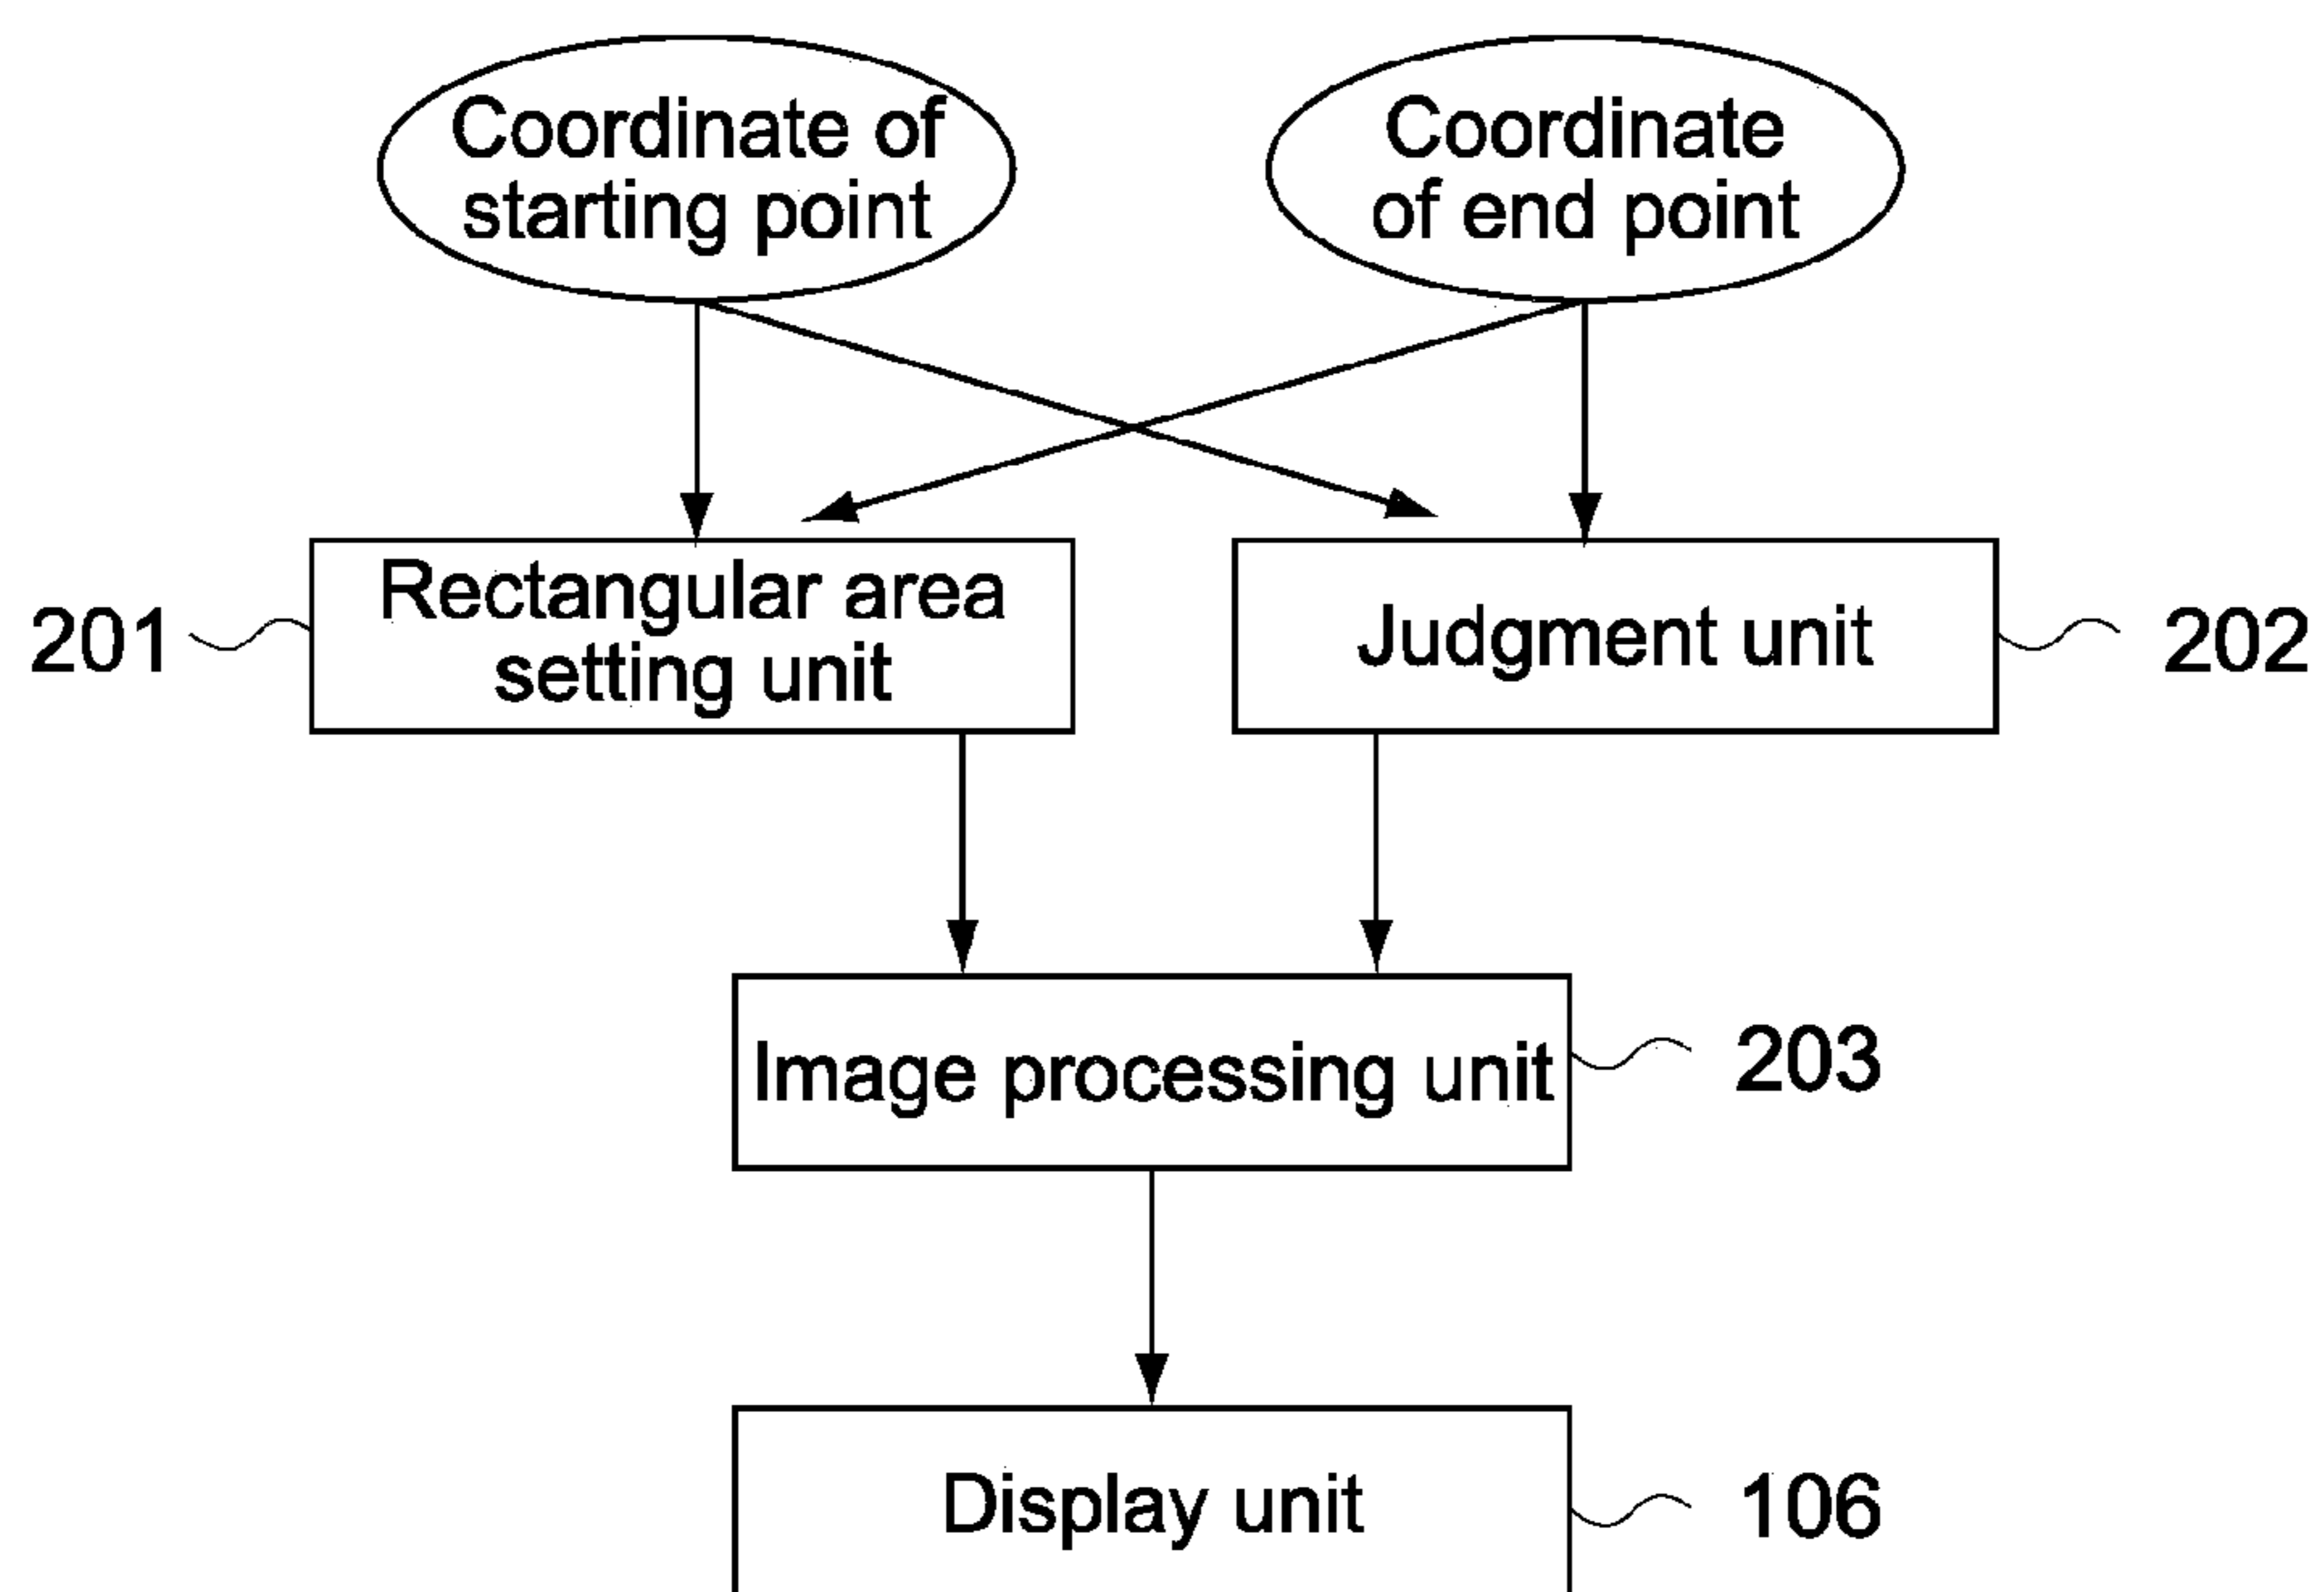 Coordinate of
starting point
Coordinate
of end point
201
Rectangular area
setting unit
Judgment unit
202
Image processing unit
203
Display unit
106